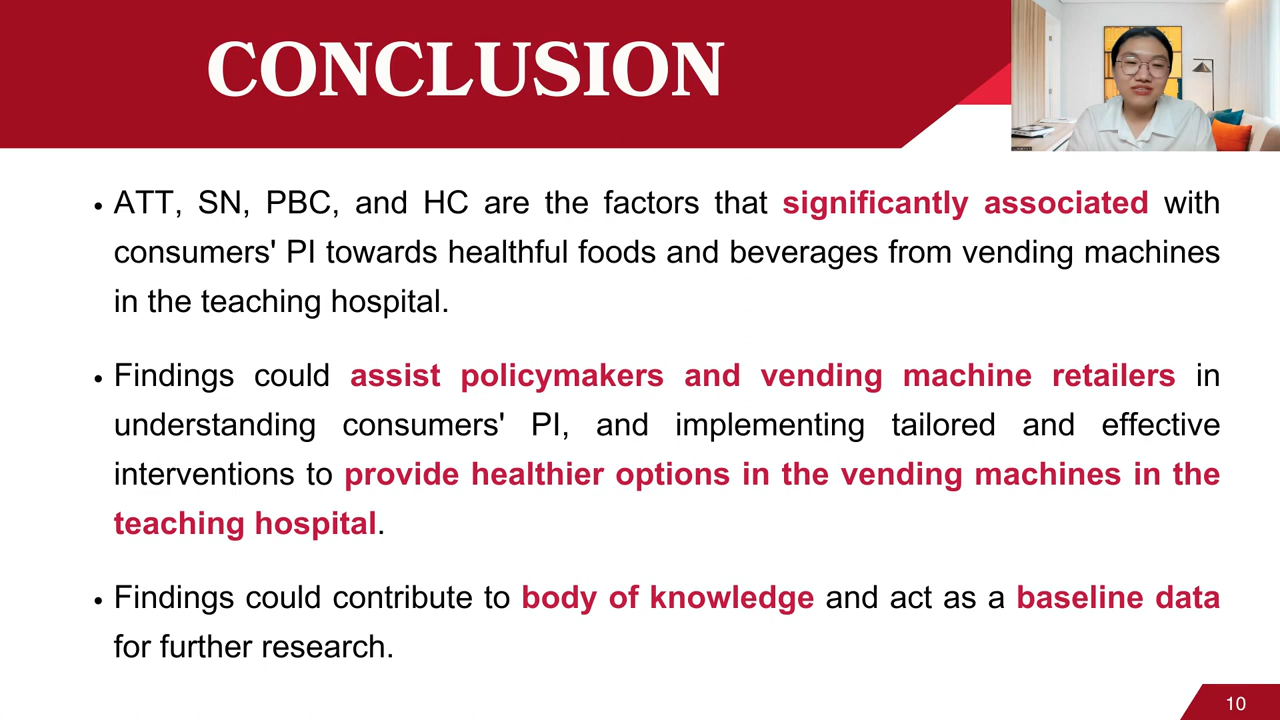 CONCLUSION
• ATT, SN, PBC, and HC are the factors that significantly associated with
consumers' PI towards healthful foods and beverages from vending machines
in the teaching hospital.
• Findings could assist policymakers and vending machine retailers in
understanding consumers' PI, and implementing tailored and effective
interventions to provide healthier options in the vending machines in the
teaching hospital.
• Findings could contribute to body of knowledge and act as a baseline data
for further research.
10